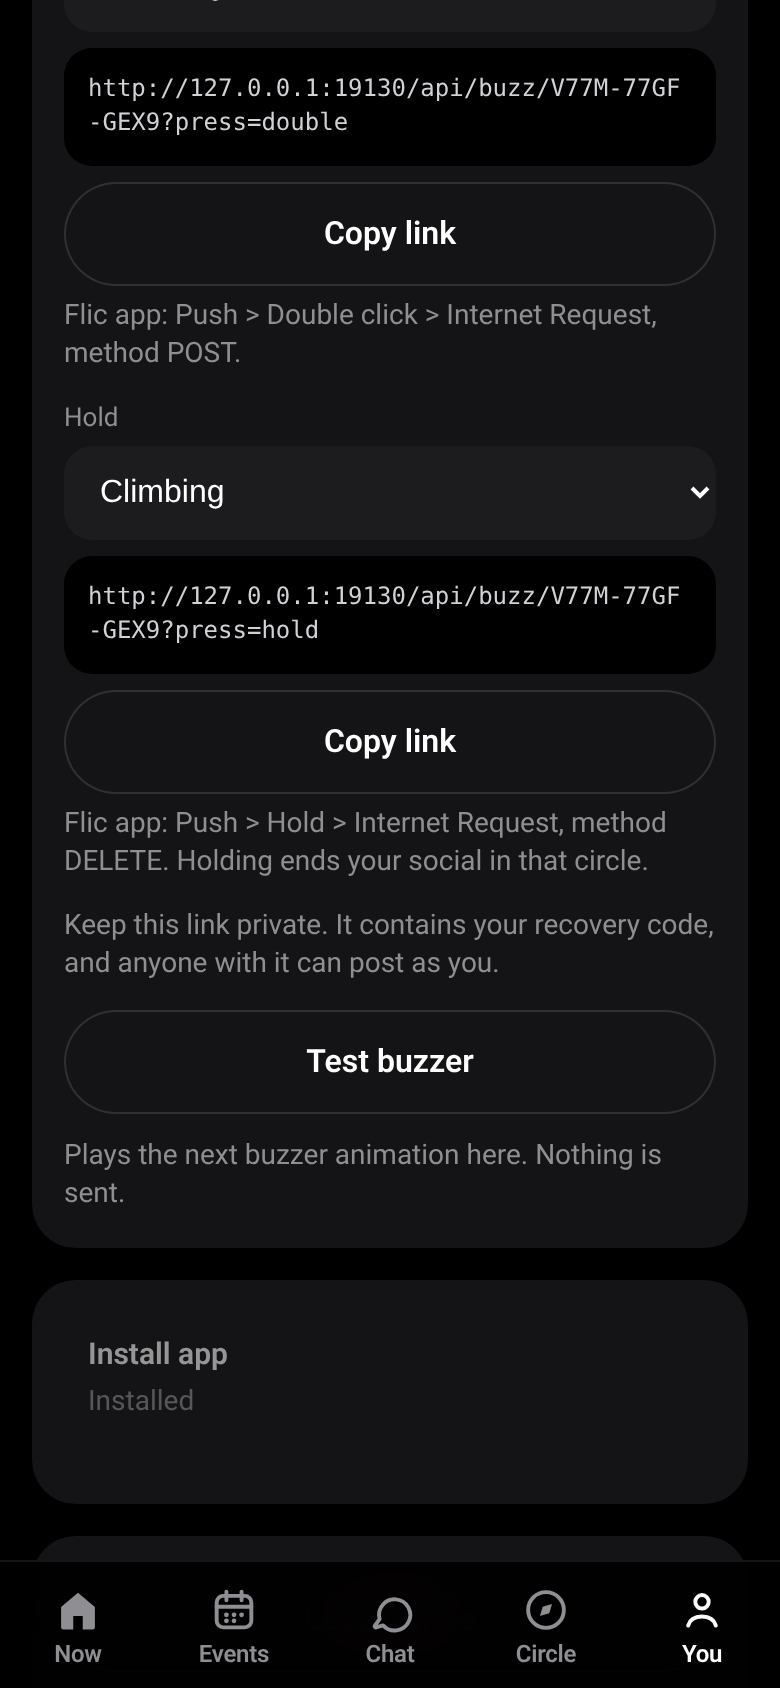 http://127.0.0.1:19130/api/buzz/V77M-77GF
-GEX9?press=double
Copy link
Flic app: Push > Double click > Internet Request,
method POST.
Hold
Climbing
http://127.0.0.1:19130/api/buzz/V77M-77GF
-GEX9?press=hold
Copy link
Flic app: Push > Hold > Internet Request, method
DELETE. Holding ends your social in that circle.
Keep this link private. It contains your recovery code,
and anyone with it can post as you.
Test buzzer
Plays the next buzzer animation here. Nothing is
sent.
Install app
Installed
Now
Events
Chat
Circle
You